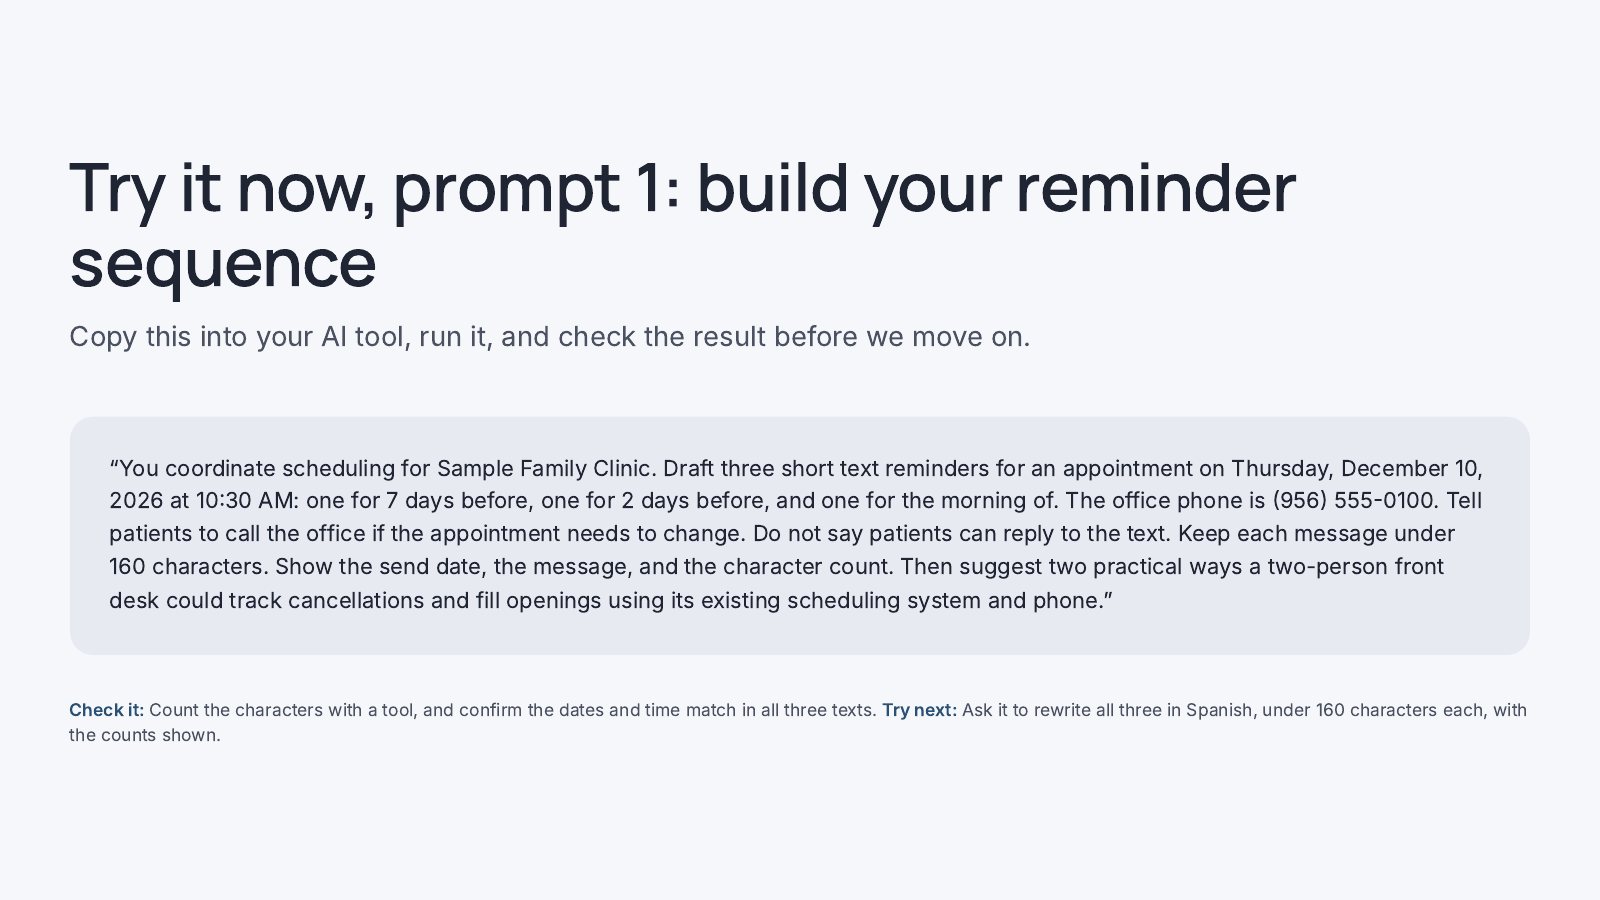 Try it now, prompt 1: build your reminder
sequence
Copy this into your AI tool, run it, and check the result before we move on.
“You coordinate scheduling for Sample Family Clinic. Draft three short text reminders for an appointment on Thursday, December 10,
2026 at 10:30 AM: one for 7 days before, one for 2 days before, and one for the morning of. The office phone is (956) 555-0100. Tell
patients to call the office if the appointment needs to change. Do not say patients can reply to the text. Keep each message under
160 characters. Show the send date, the message, and the character count. Then suggest two practical ways a two-person front
desk could track cancellations and fill openings using its existing scheduling system and phone.”
Check it: Count the characters with a tool, and confirm the dates and time match in all three texts. Try next: Ask it to rewrite all three in Spanish, under 160 characters each, with
the counts shown.